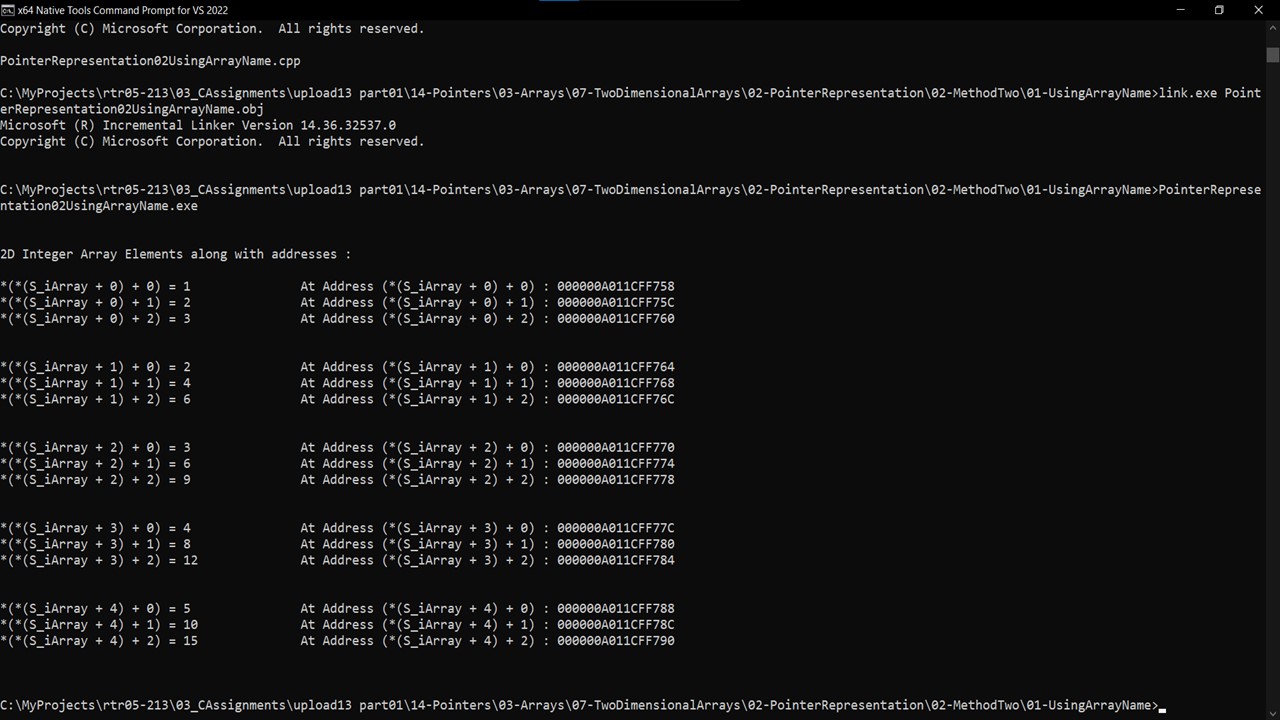 x64 Native Tools Command Prompt for VS 2022
Copyright (C) Microsoft Corporation.  All rights reserved.
PointerRepresentation02UsingArrayName.cpp
C:\MyProjects\rtr05-213\03_CAssignments\upload13 part01\14-Pointers\03-Arrays\07-TwoDimensionalArrays\02-PointerRepresentation\02-MethodTwo\01-UsingArrayName>link.exe Point
erRepresentation02UsingArrayName.obj
Microsoft (R) Incremental Linker Version 14.36.32537.0
Copyright (C) Microsoft Corporation.  All rights reserved.
C:\MyProjects\rtr05-213\03_CAssignments\upload13 part01\14-Pointers\03-Arrays\07-TwoDimensionalArrays\02-PointerRepresentation\02-MethodTwo\01-UsingArrayName>PointerReprese
ntation02UsingArrayName.exe
2D Integer Array Elements along with addresses :
*(*(S_iArray + 0) + 0) = 1 At Address (*(S_iArray + 0) + 0) : 000000A011CFF758
*(*(S_iArray + 0) + 1) = 2 At Address (*(S_iArray + 0) + 1) : 000000A011CFF75C
*(*(S_iArray + 0) + 2) = 3 At Address (*(S_iArray + 0) + 2) : 000000A011CFF760
*(*(S_iArray + 1) + 0) = 2 At Address (*(S_iArray + 1) + 0) : 000000A011CFF764
*(*(S_iArray + 1) + 1) = 4 At Address (*(S_iArray + 1) + 1) : 000000A011CFF768
*(*(S_iArray + 1) + 2) = 6 At Address (*(S_iArray + 1) + 2) : 000000A011CFF76C
*(*(S_iArray + 2) + 0) = 3 At Address (*(S_iArray + 2) + 0) : 000000A011CFF770
*(*(S_iArray + 2) + 1) = 6 At Address (*(S_iArray + 2) + 1) : 000000A011CFF774
*(*(S_iArray + 2) + 2) = 9 At Address (*(S_iArray + 2) + 2) : 000000A011CFF778
*(*(S_iArray + 3) + 0) = 4 At Address (*(S_iArray + 3) + 0) : 000000A011CFF77C
*(*(S_iArray + 3) + 1) = 8 At Address (*(S_iArray + 3) + 1) : 000000A011CFF780
*(*(S_iArray + 3) + 2) = 12 At Address (*(S_iArray + 3) + 2) : 000000A011CFF784
*(*(S_iArray + 4) + 0) = 5 At Address (*(S_iArray + 4) + 0) : 000000A011CFF788
*(*(S_iArray + 4) + 1) = 10 At Address (*(S_iArray + 4) + 1) : 000000A011CFF78C
*(*(S_iArray + 4) + 2) = 15 At Address (*(S_iArray + 4) + 2) : 000000A011CFF790
C:\MyProjects\rtr05-213\03_CAssignments\upload13 part01\14-Pointers\03-Arrays\07-TwoDimensionalArrays\02-PointerRepresentation\02-MethodTwo\01-UsingArrayName>